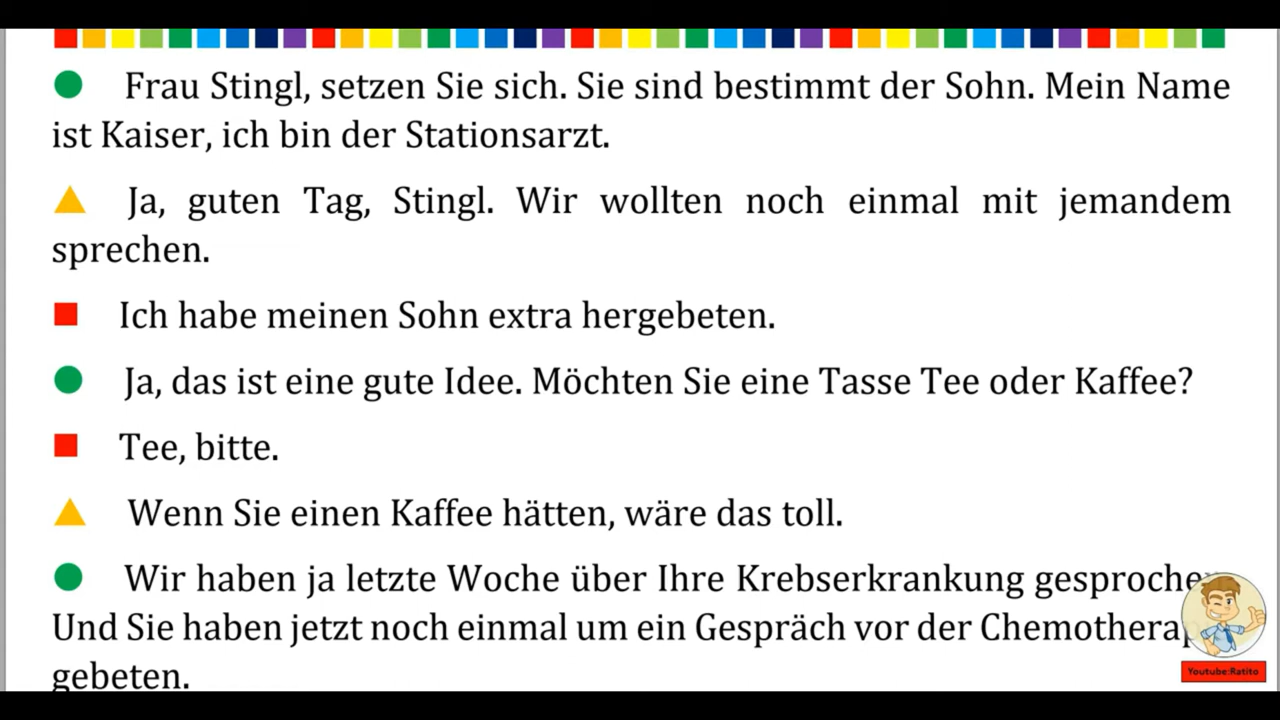 Frau Stingl, setzen Sie sich. Sie sind bestimmt der Sohn. Mein Name
ist Kaiser, ich bin der Stationsarzt.
Ja, guten Tag, Stingl. Wir wollten noch einmal mit jemandem
sprechen.
Ich habe meinen Sohn extra hergebeten.
Ja, das ist eine gute Idee. Möchten Sie eine Tasse Tee oder Kaffee?
Tee, bitte.
Wenn Sie einen Kaffee hätten, wäre das toll.
Wir haben ja letzte Woche über Ihre Krebserkrankung gesprochen
Und Sie haben jetzt noch einmal um ein Gespräch vor der Chemotherap
gebeten.
Youtube:Ratito